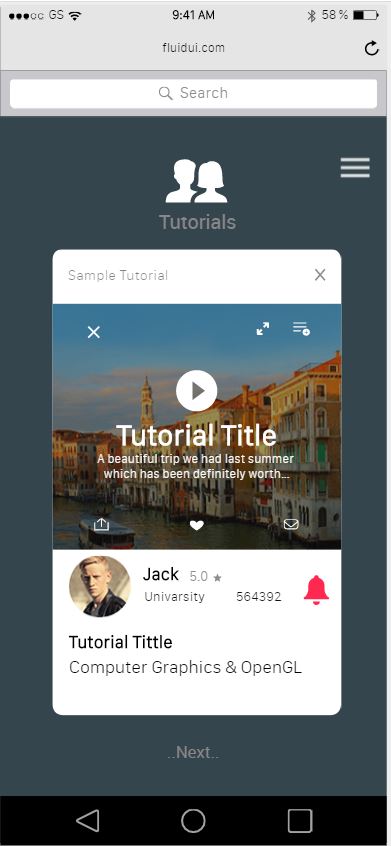 GS 9:41 AM 58 %
fluidui.com
Search
Tutorials
Sample Tutorial
Tutorial Title
A beautiful trip we had last summer
which has been definitely worth...
Jack 5.0
Univarsity 564392
Tutorial Tittle
Computer Graphics & OpenGL
..Next..